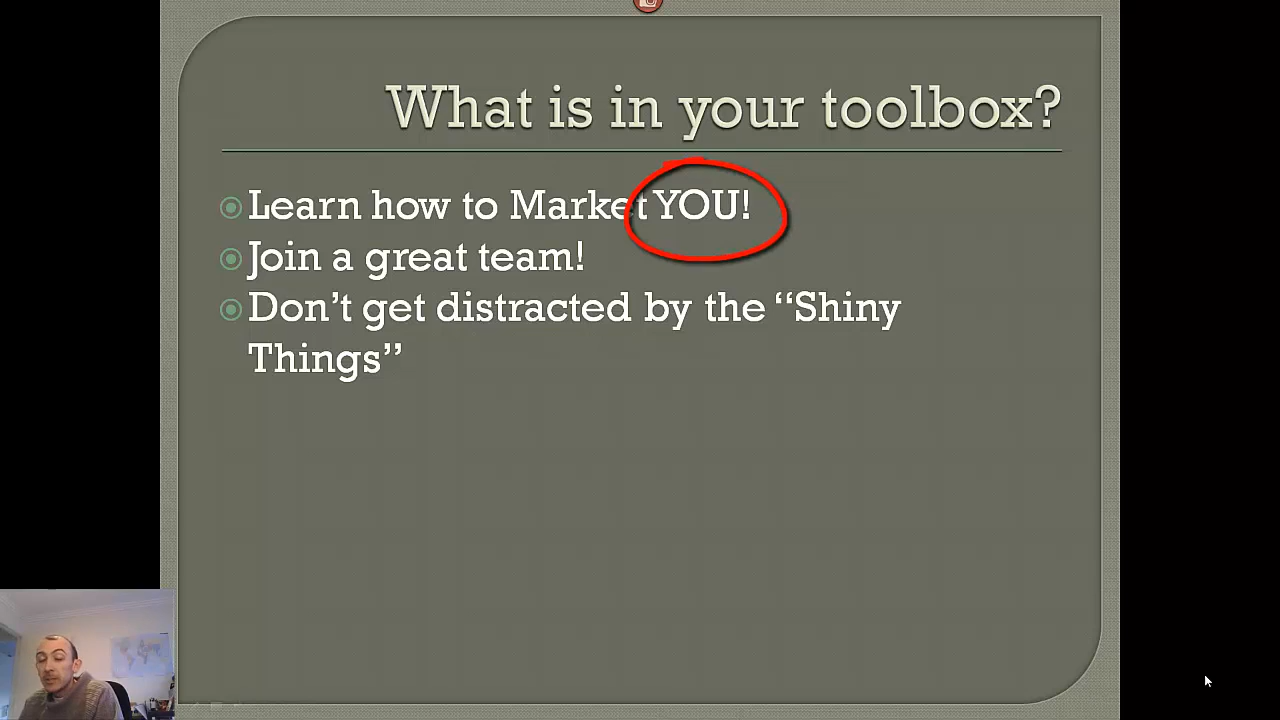 What is in your toolbox?
Learn how to Market YOU!
Join a great team!
Don't get distracted by the “Shiny
Things”